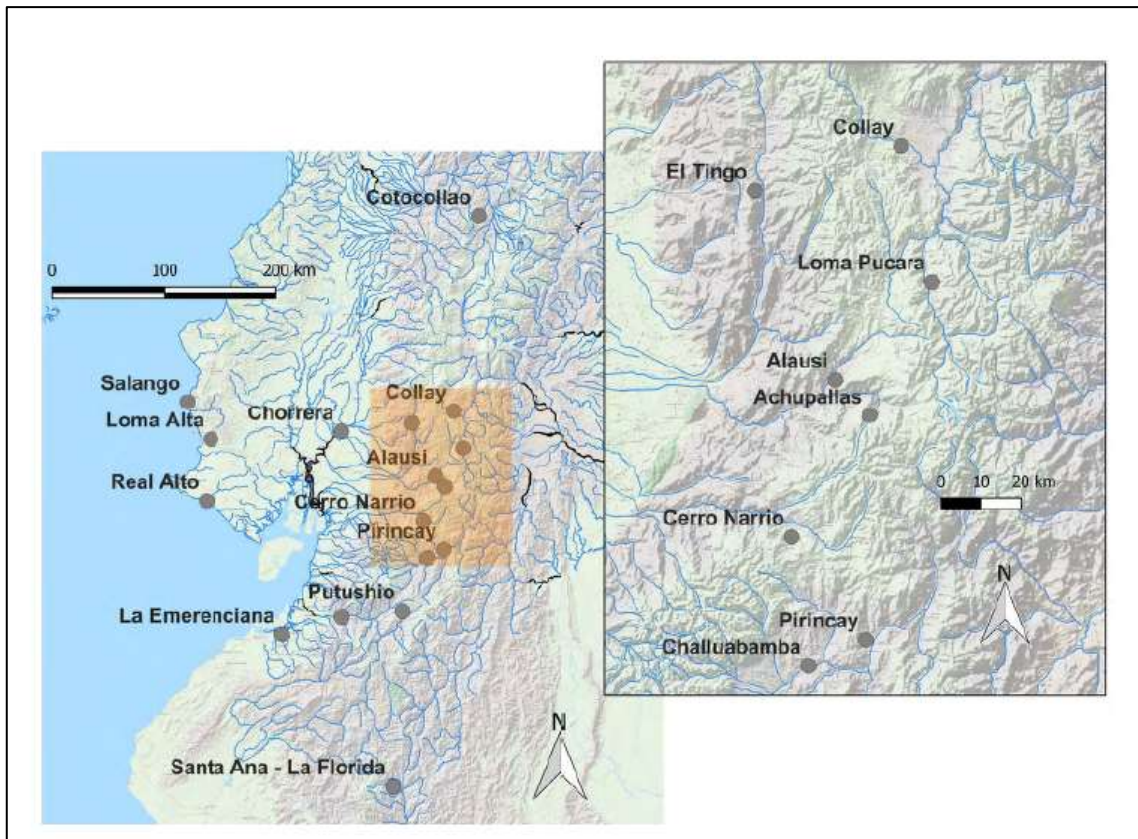 Cotocollao
0 100 200 km
Salango
Loma Alta
Chorrera
Collay
Alausi
Real Alto
Cerro Narrio
Pirincay
Putushio
La Emerenciana
N
Santa Ana - La Florida
Collay
El Tingo
Loma Pucara
Alausi
Achupallas
0 10 20 km
Cerro Narrio
N
Pirincay
Challuabamba